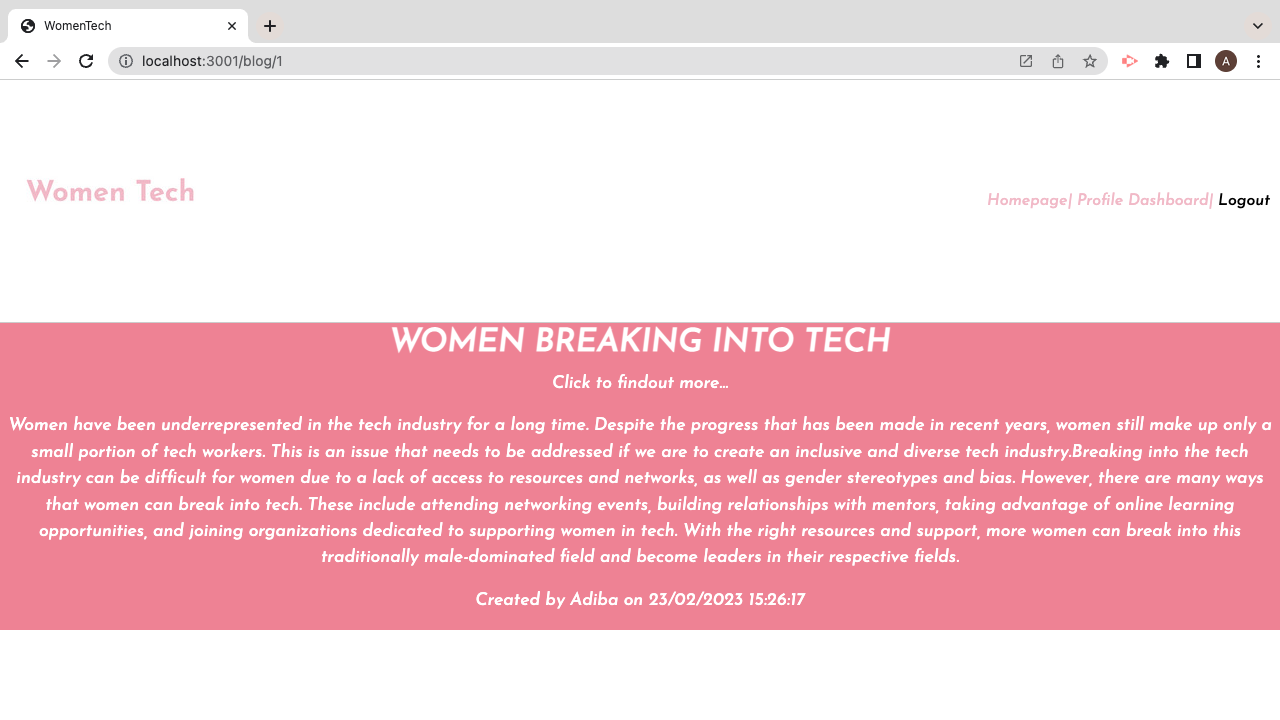 WomenTech
localhost:3001/blog/1
A
Women Tech
Homepage| Profile Dashboard| Logout
WOMEN BREAKING INTO TECH
Click to findout more...
Women have been underrepresented in the tech industry for a long time. Despite the progress that has been made in recent years, women still make up only a
small portion of tech workers. This is an issue that needs to be addressed if we are to create an inclusive and diverse tech industry.Breaking into the tech
industry can be difficult for women due to a lack of access to resources and networks, as well as gender stereotypes and bias. However, there are many ways
that women can break into tech. These include attending networking events, building relationships with mentors, taking advantage of online learning
opportunities, and joining organizations dedicated to supporting women in tech. With the right resources and support, more women can break into this
traditionally male-dominated field and become leaders in their respective fields.
Created by Adiba on 23/02/2023 15:26:17